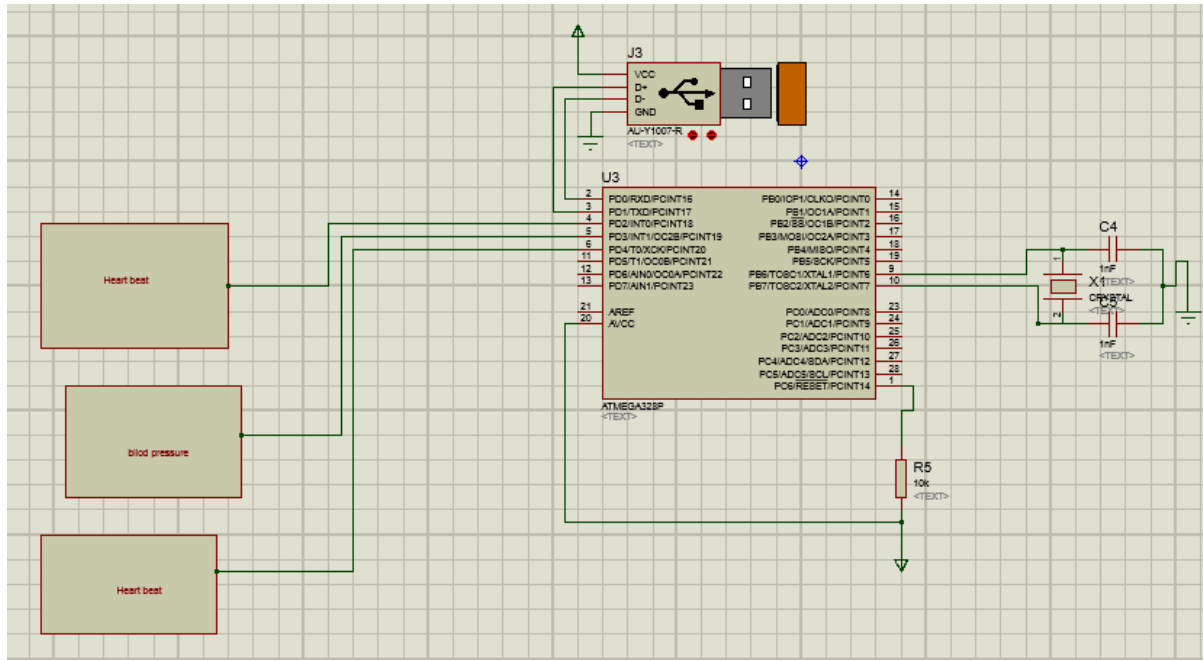 J3
VCC
D+
D-
GND
AU-Y1007-R
<TEXT>
U3
2 PD0/RXD/PCINT16
3 PD1/TXD/PCINT17
4 PD2/INT0/PCINT18
5 PD3/INT1/OC2B/PCINT19
6 PD4/T0/XCK/PCINT20
11 PD5/T1/OC0B/PCINT21
12 PD6/AIN0/OC0A/PCINT22
13 PD7/AIN1/PCINT23
21 AREF
20 AVCC
PB0/ICP1/CLKO/PCINT0 14
PB1/OC1A/PCINT1 15
PB2/SS/OC1B/PCINT2 16
PB3/MOSI/OC2A/PCINT3 17
PB4/MISO/PCINT4 18
PB5/SCK/PCINT5 19
PB6/TOSC1/XTAL1/PCINT6 9
PB7/TOSC2/XTAL2/PCINT7 10
PC0/ADC0/PCINT8 23
PC1/ADC1/PCINT9 24
PC2/ADC2/PCINT10 25
PC3/ADC3/PCINT11 26
PC4/ADC4/SDA/PCINT12 27
PC5/ADC5/SCL/PCINT13 28
PC6/RESET/PCINT14 1
ATMEGA328P
<TEXT>
C4
1nF
<TEXT>
1
X1
CRYSTAL
<TEXT>
2
C5
1nF
<TEXT>
R5
10k
<TEXT>
Heart beat
bllod pressure
Heart beat